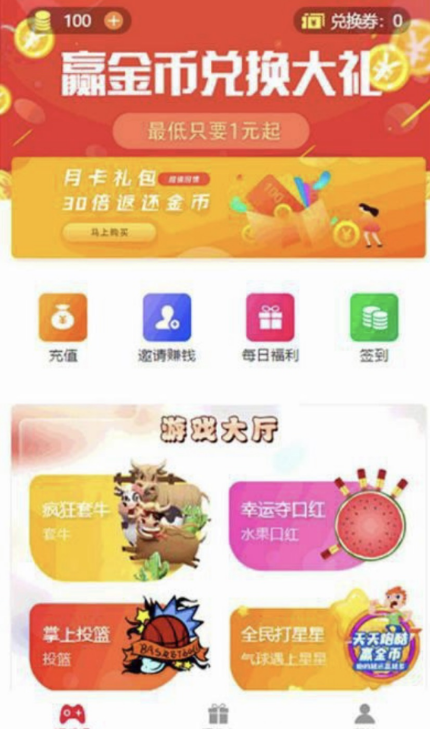 100
兑换券：0
赢金币兑换大礼
最低只要1元起
月卡礼包
超值回馈
30倍返还金币
马上购买
充值
邀请赚钱
每日福利
签到
游戏大厅
疯狂套牛
套牛
幸运夺口红
水果口红
掌上投篮
投篮
BASKETBALL
全民打星星
气球遇上星星
天天炮酷
赢金币